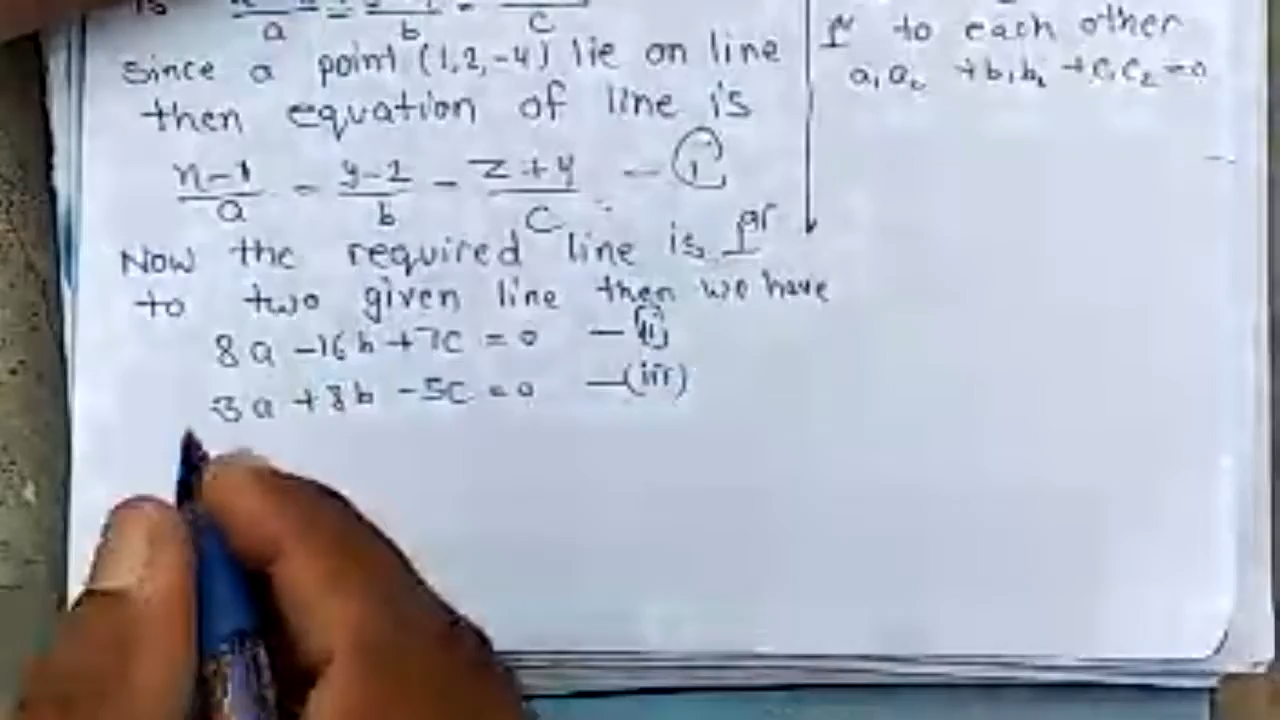 is a b c
Since a point (1,2,-4) lie on line
then equation of line is
n-1/a = y-2/b = z+4/c - (i)
Now the required line is ⊥ar
to two given line then we have
8a -16b +7c = 0 - (ii)
3a +8b -5c = 0 - (iii)
⊥r to each other
a₁a₂ + b₁b₂ + c₁c₂ = 0